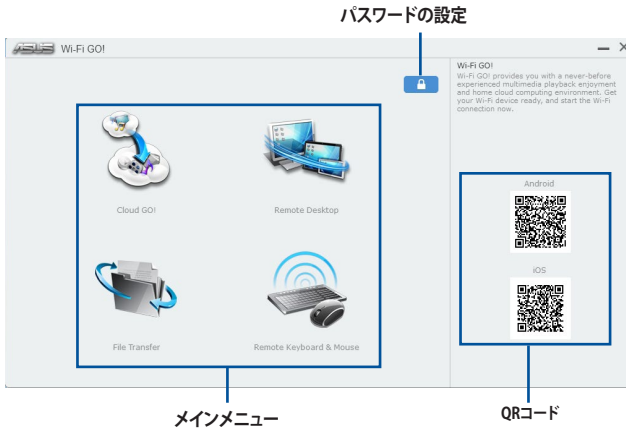 パスワードの設定
ASUS Wi-Fi GO!
Wi-Fi GO!
Wi-Fi GO! provides you with a never-before
experienced multimedia playback enjoyment
and home cloud computing environment. Get
your Wi-Fi device ready, and start the Wi-Fi
connection now.
Cloud GO!
Remote Desktop
Android
iOS
File Transfer
Remote Keyboard & Mouse
メインメニュー
QRコード